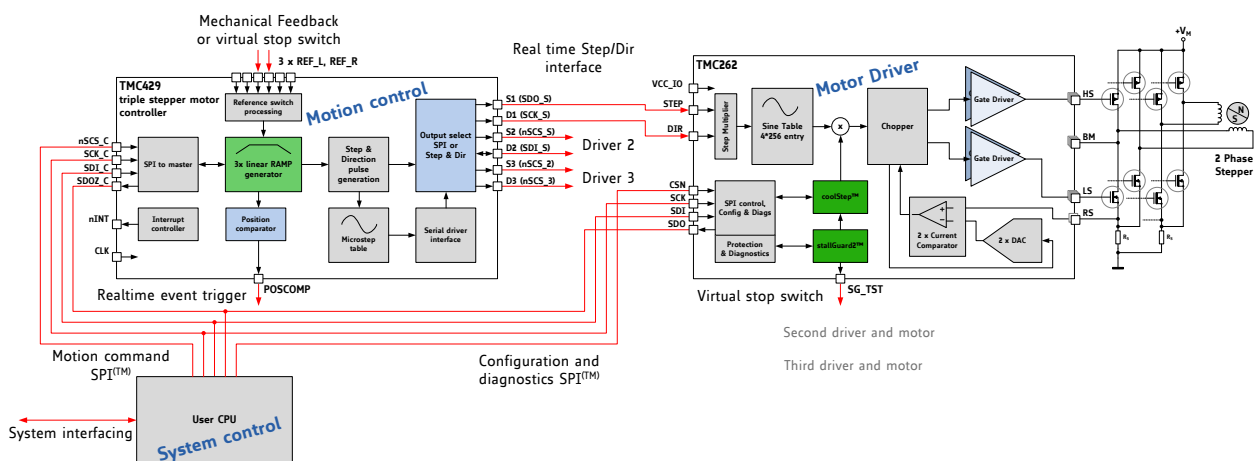 Mechanical Feedback
or virtual stop switch
3 x REF_L, REF_R
TMC429
triple stepper motor
controller
Motion control
Reference switch
processing
nSCS_C
SCK_C
SDI_C
SDOZ_C
nINT
CLK
SPI to master
3x linear RAMP
generator
Step &
Direction
pulse
generation
Output select
SPI or
Step & Dir
Interrupt
controller
Position
comparator
Microstep
table
Serial driver
interface
S1 (SDO_S)
D1 (SCK_S)
S2 (nSCS_S)
D2 (SDI_S)
S3 (nSCS_2)
D3 (nSCS_3)
POSCOMP
Realtime event trigger
Real time Step/Dir
interface
Driver 2
Driver 3
TMC262
Motor Driver
VCC_IO
STEP
DIR
Step Multiplier
Sine Table
4*256 entry
x
Chopper
Gate Driver
Gate Driver
HS
BM
LS
RS
+VM
N
S
2 Phase
Stepper
RS
RS
CSN
SCK
SDI
SDO
SPI control,
Config & Diags
Protection
& Diagnostics
coolStep™
stallGuard2™
2 x Current
Comparator
2 x DAC
SG_TST
Virtual stop switch
Second driver and motor
Third driver and motor
Motion command
SPI(TM)
Configuration and
diagnostics SPI(TM)
User CPU
System control
System interfacing